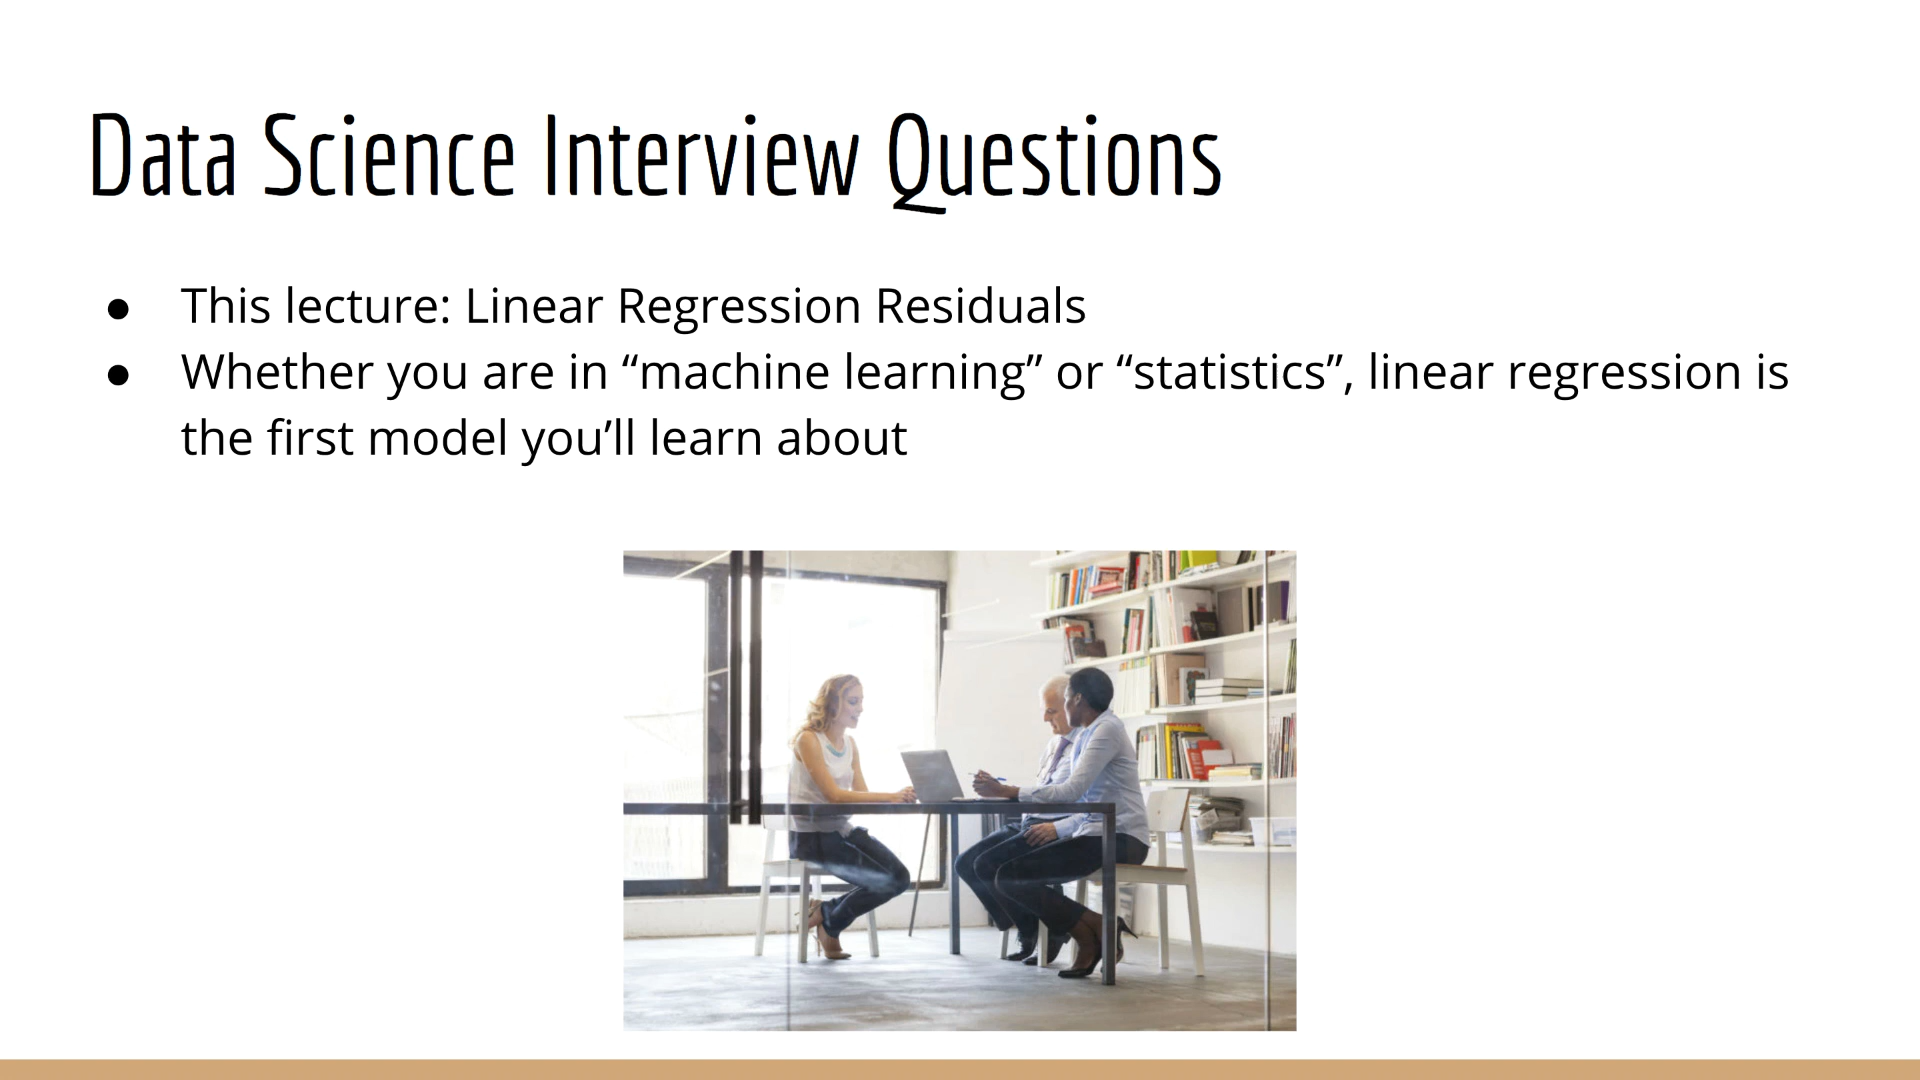 Data Science Interview Questions
● This lecture: Linear Regression Residuals
● Whether you are in “machine learning” or “statistics”, linear regression is
the first model you’ll learn about